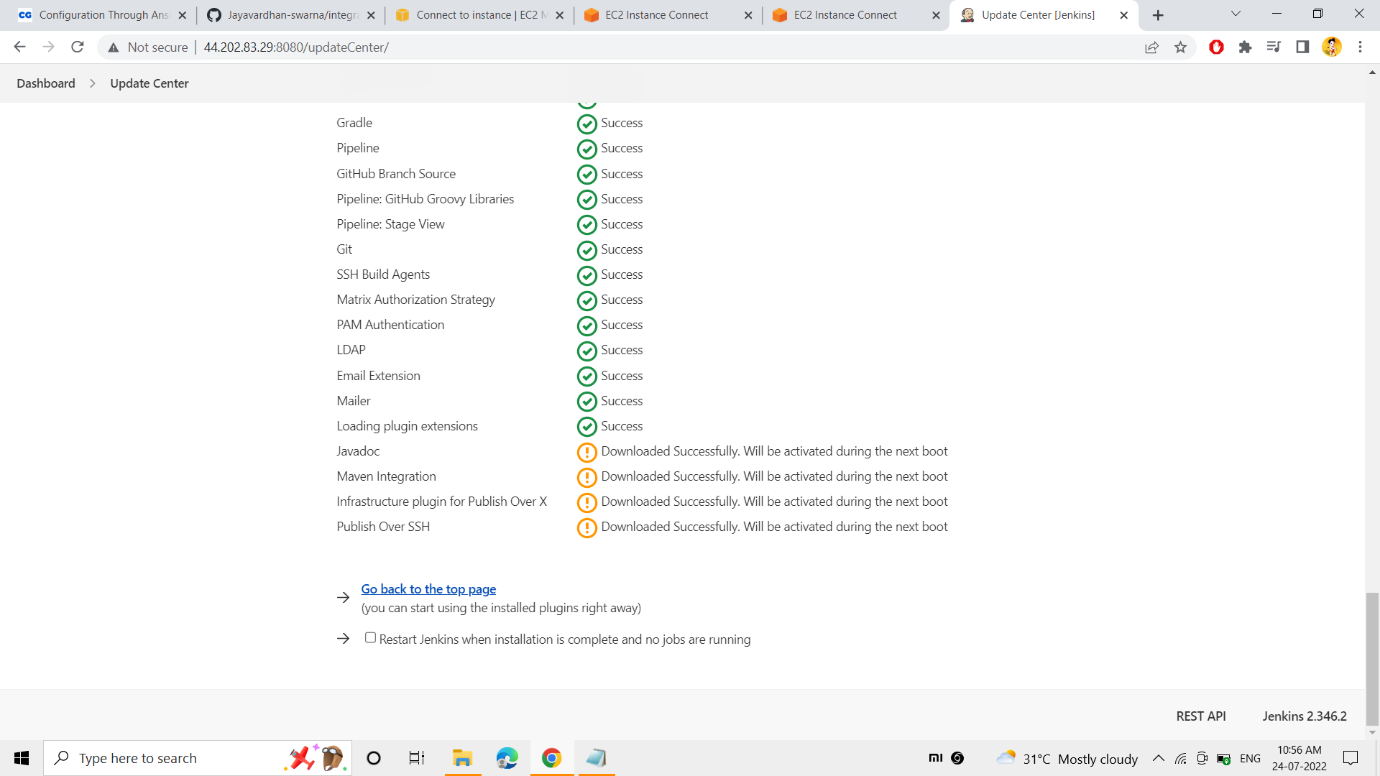 CG Configuration Through Ans
Jayavardhan-swarna/integra
Connect to instance | EC2 M
EC2 Instance Connect
EC2 Instance Connect
Update Center [Jenkins]
Not secure | 44.202.83.29:8080/updateCenter/
Dashboard > Update Center
Gradle Success
Pipeline Success
GitHub Branch Source Success
Pipeline: GitHub Groovy Libraries Success
Pipeline: Stage View Success
Git Success
SSH Build Agents Success
Matrix Authorization Strategy Success
PAM Authentication Success
LDAP Success
Email Extension Success
Mailer Success
Loading plugin extensions Success
Javadoc Downloaded Successfully. Will be activated during the next boot
Maven Integration Downloaded Successfully. Will be activated during the next boot
Infrastructure plugin for Publish Over X Downloaded Successfully. Will be activated during the next boot
Publish Over SSH Downloaded Successfully. Will be activated during the next boot
Go back to the top page
(you can start using the installed plugins right away)
Restart Jenkins when installation is complete and no jobs are running
REST API Jenkins 2.346.2
Type here to search
31°C Mostly cloudy
ENG
10:56 AM
24-07-2022